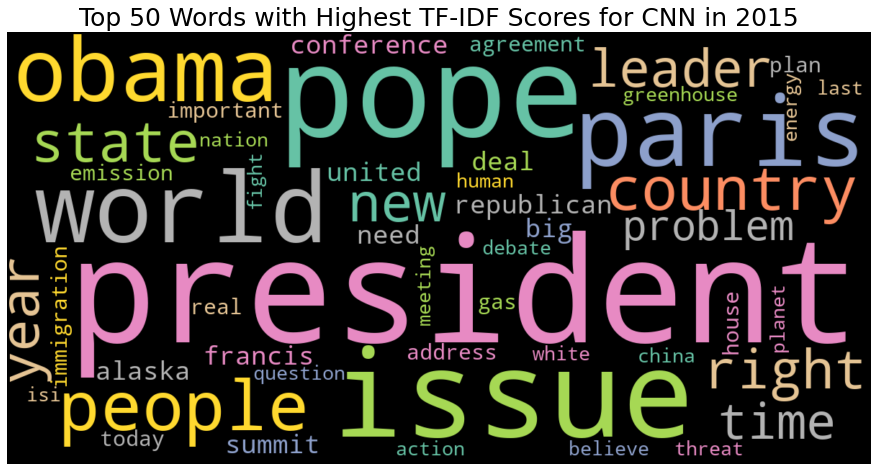 Top 50 Words with Highest TF-IDF Scores for CNN in 2015
obama
conference
agreement
pope
leader
plan
energy
last
important
greenhouse
state
nation
paris
emission
fight
united
deal
human
world
new
republican
country
need
big
problem
debate
year
immigration
president
real
meeting
gas
house
planet
alaska
francis
address
white
china
question
isi
people
issue
right
today
summit
action
believe
threat
time